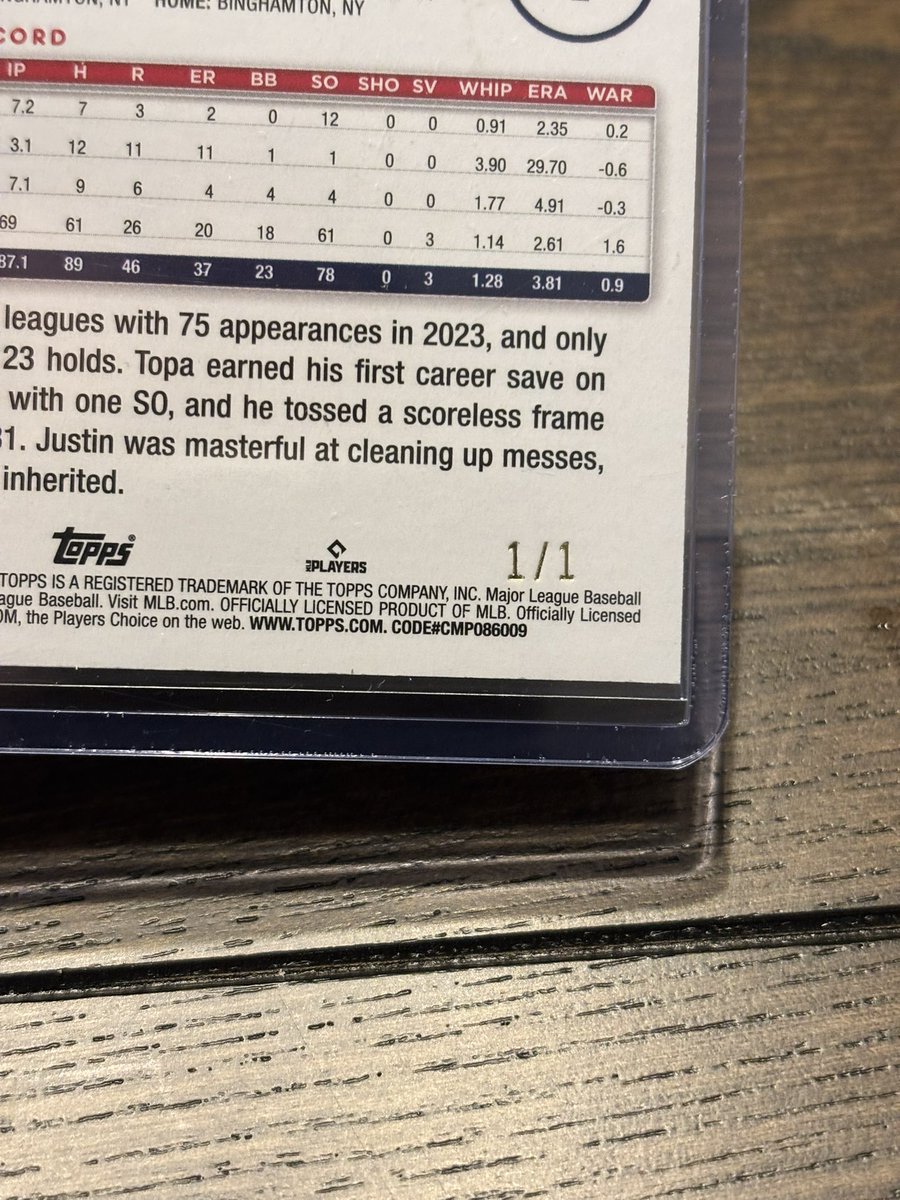 HOME: BINGHAMTON, NY
CORD
IP H R ER BB SO SHO SV WHIP ERA WAR
7.2 7 3 2 0 12 0 0 0.91 2.35 0.2
3.1 12 11 11 1 1 0 0 3.90 29.70 -0.6
7.1 9 6 4 4 4 0 0 1.77 4.91 -0.3
69 61 26 20 18 61 0 3 1.14 2.61 1.6
87.1 89 46 37 23 78 0 3 1.28 3.81 0.9
leagues with 75 appearances in 2023, and only
23 holds. Topa earned his first career save on
with one SO, and he tossed a scoreless frame
31. Justin was masterful at cleaning up messes,
inherited.
topps® MLB PLAYERS 1/1
TOPPS IS A REGISTERED TRADEMARK OF THE TOPPS COMPANY, INC. Major League Baseball
ague Baseball. Visit MLB.com. OFFICIALLY LICENSED PRODUCT OF MLB. Officially Licensed
OM, the Players Choice on the web. WWW.TOPPS.COM. CODE#CMP086009